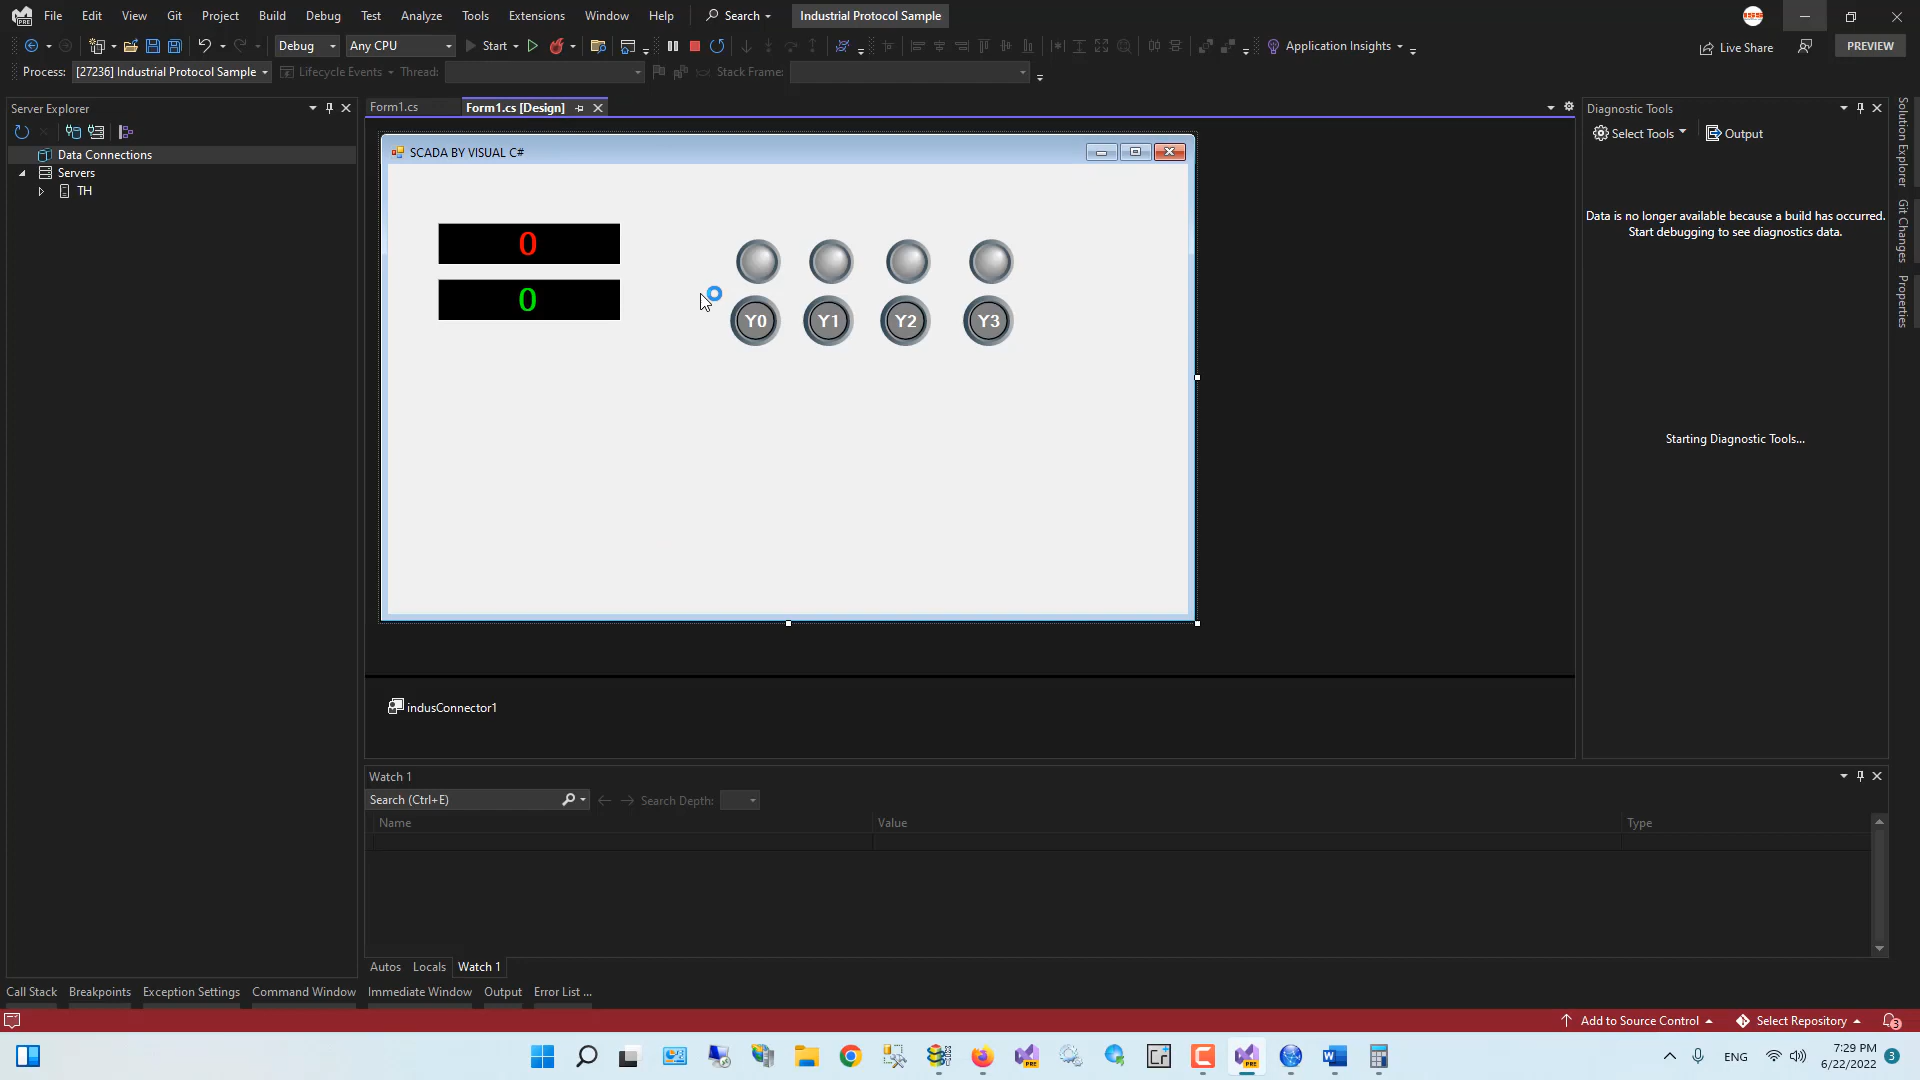 File Edit View Git Project Build Debug Test Analyze Tools Extensions Window Help Search Industrial Protocol Sample
Debug Any CPU Start Application Insights Live Share PREVIEW
Process: [27236] Industrial Protocol Sample Lifecycle Events Thread: Stack Frame:
Server Explorer
Data Connections
Servers
TH
Form1.cs Form1.cs [Design]
SCADA BY VISUAL C#
0
0
Y0 Y1 Y2 Y3
indusConnector1
Diagnostic Tools
Select Tools Output
Data is no longer available because a build has occurred.
Start debugging to see diagnostics data.
Starting Diagnostic Tools...
Solution Explorer
Git Changes
Properties
Watch 1
Search (Ctrl+E) Search Depth:
Name Value Type
Autos Locals Watch 1
Call Stack Breakpoints Exception Settings Command Window Immediate Window Output Error List ...
Add to Source Control Select Repository 3
PRE PRE ENG 7:29 PM
6/22/2022 3